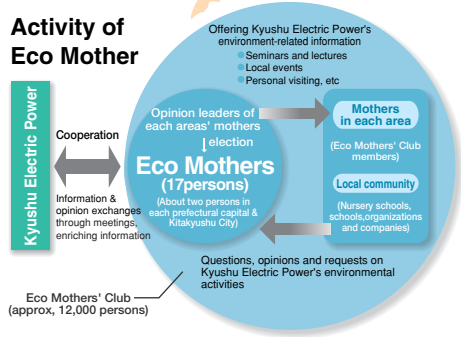 Activity of
Eco Mother
Offering Kyushu Electric Power's
environment-related information
Seminars and lectures
Local events
Personal visiting, etc
Kyushu Electric Power
Cooperation
Information &
opinion exchanges
through meetings,
enriching information
Opinion leaders of
each areas' mothers
election
Eco Mothers
(17persons)
(About two persons in
each prefectural capital &
Kitakyushu City)
Mothers
in each area
(Eco Mothers' Club
members)
Local community
(Nursery schools,
schools,organizations
and companies)
Questions, opinions and requests on
Kyushu Electric Power's environmental
activities
Eco Mothers' Club
(approx, 12,000 persons)